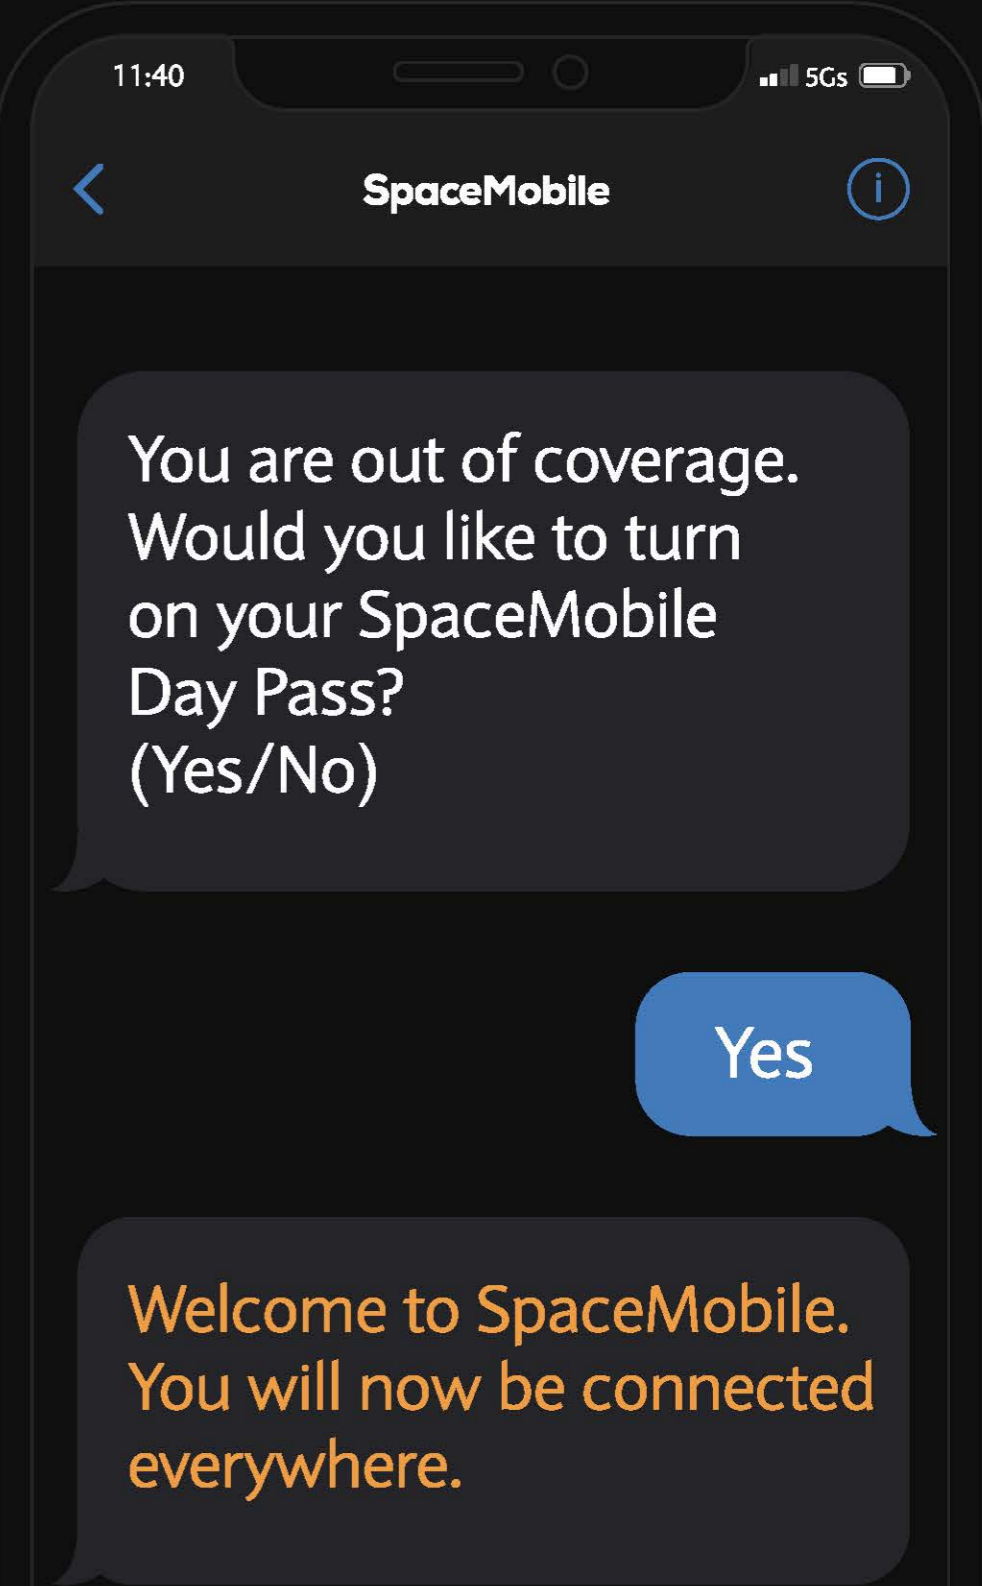 11:40
5Gs
SpaceMobile
i
You are out of coverage.
Would you like to turn
on your SpaceMobile
Day Pass?
(Yes/No)
Yes
Welcome to SpaceMobile.
You will now be connected
everywhere.